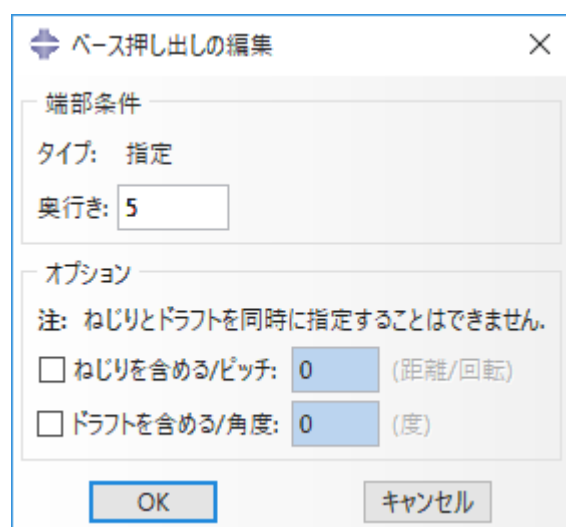 ベース押し出しの編集
端部条件
タイプ: 指定
奥行き: 5
オプション
注: ねじりとドラフトを同時に指定することはできません.
ねじりを含める/ピッチ: 0 (距離/回転)
ドラフトを含める/角度: 0 (度)
OK キャンセル